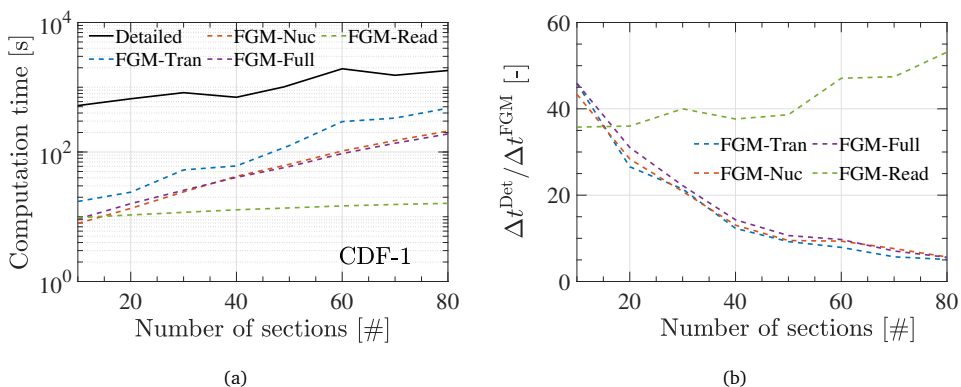 Computation time [s]
10^4
10^2
10^0
Detailed FGM-Nuc FGM-Read
FGM-Tran FGM-Full
CDF-1
20 40 60 80
Number of sections [#]
(a)
Δt^Det/Δt^FGM [-]
60
40
20
0
FGM-Tran FGM-Full
FGM-Nuc FGM-Read
20 40 60 80
Number of sections [#]
(b)